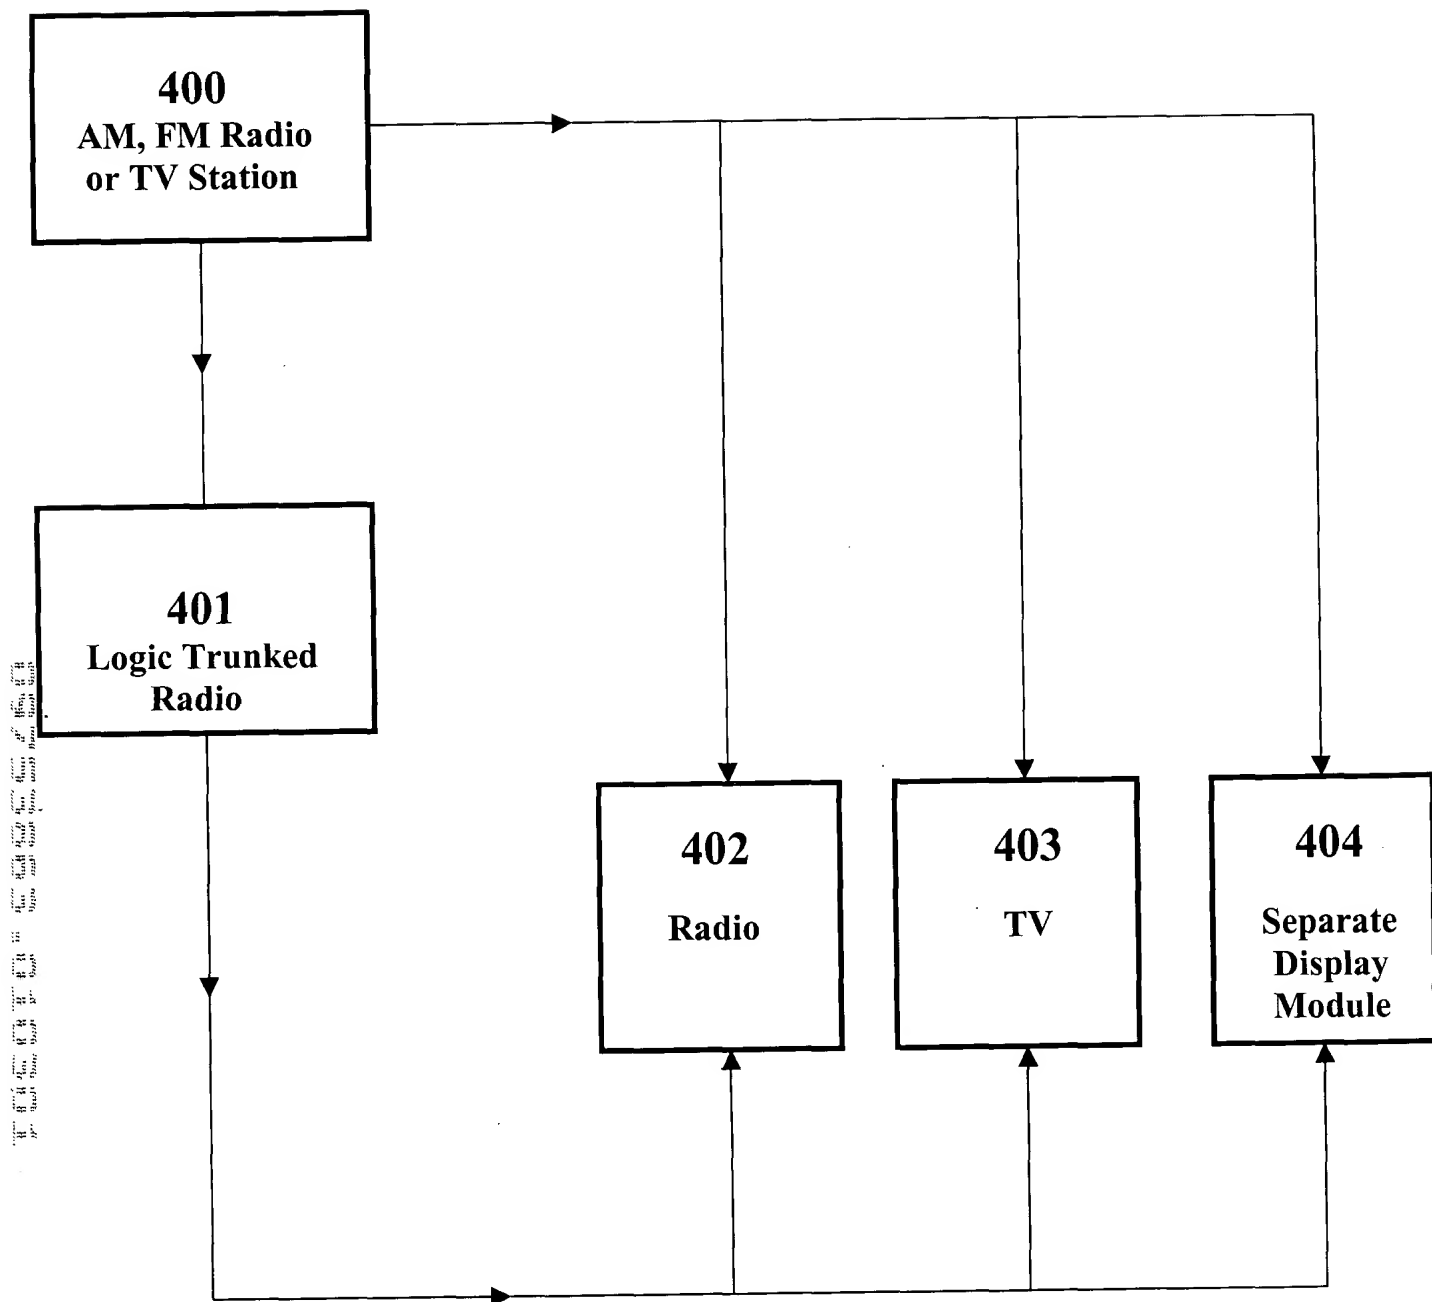 400
AM, FM Radio
or TV Station
401
Logic Trunked
Radio
402
Radio
403
TV
404
Separate
Display
Module